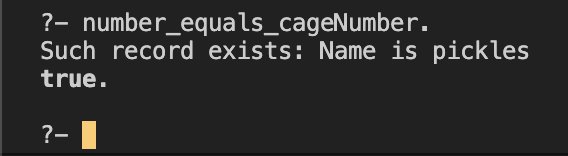 ?- number_equals_cageNumber.
Such record exists: Name is pickles
true.
?-